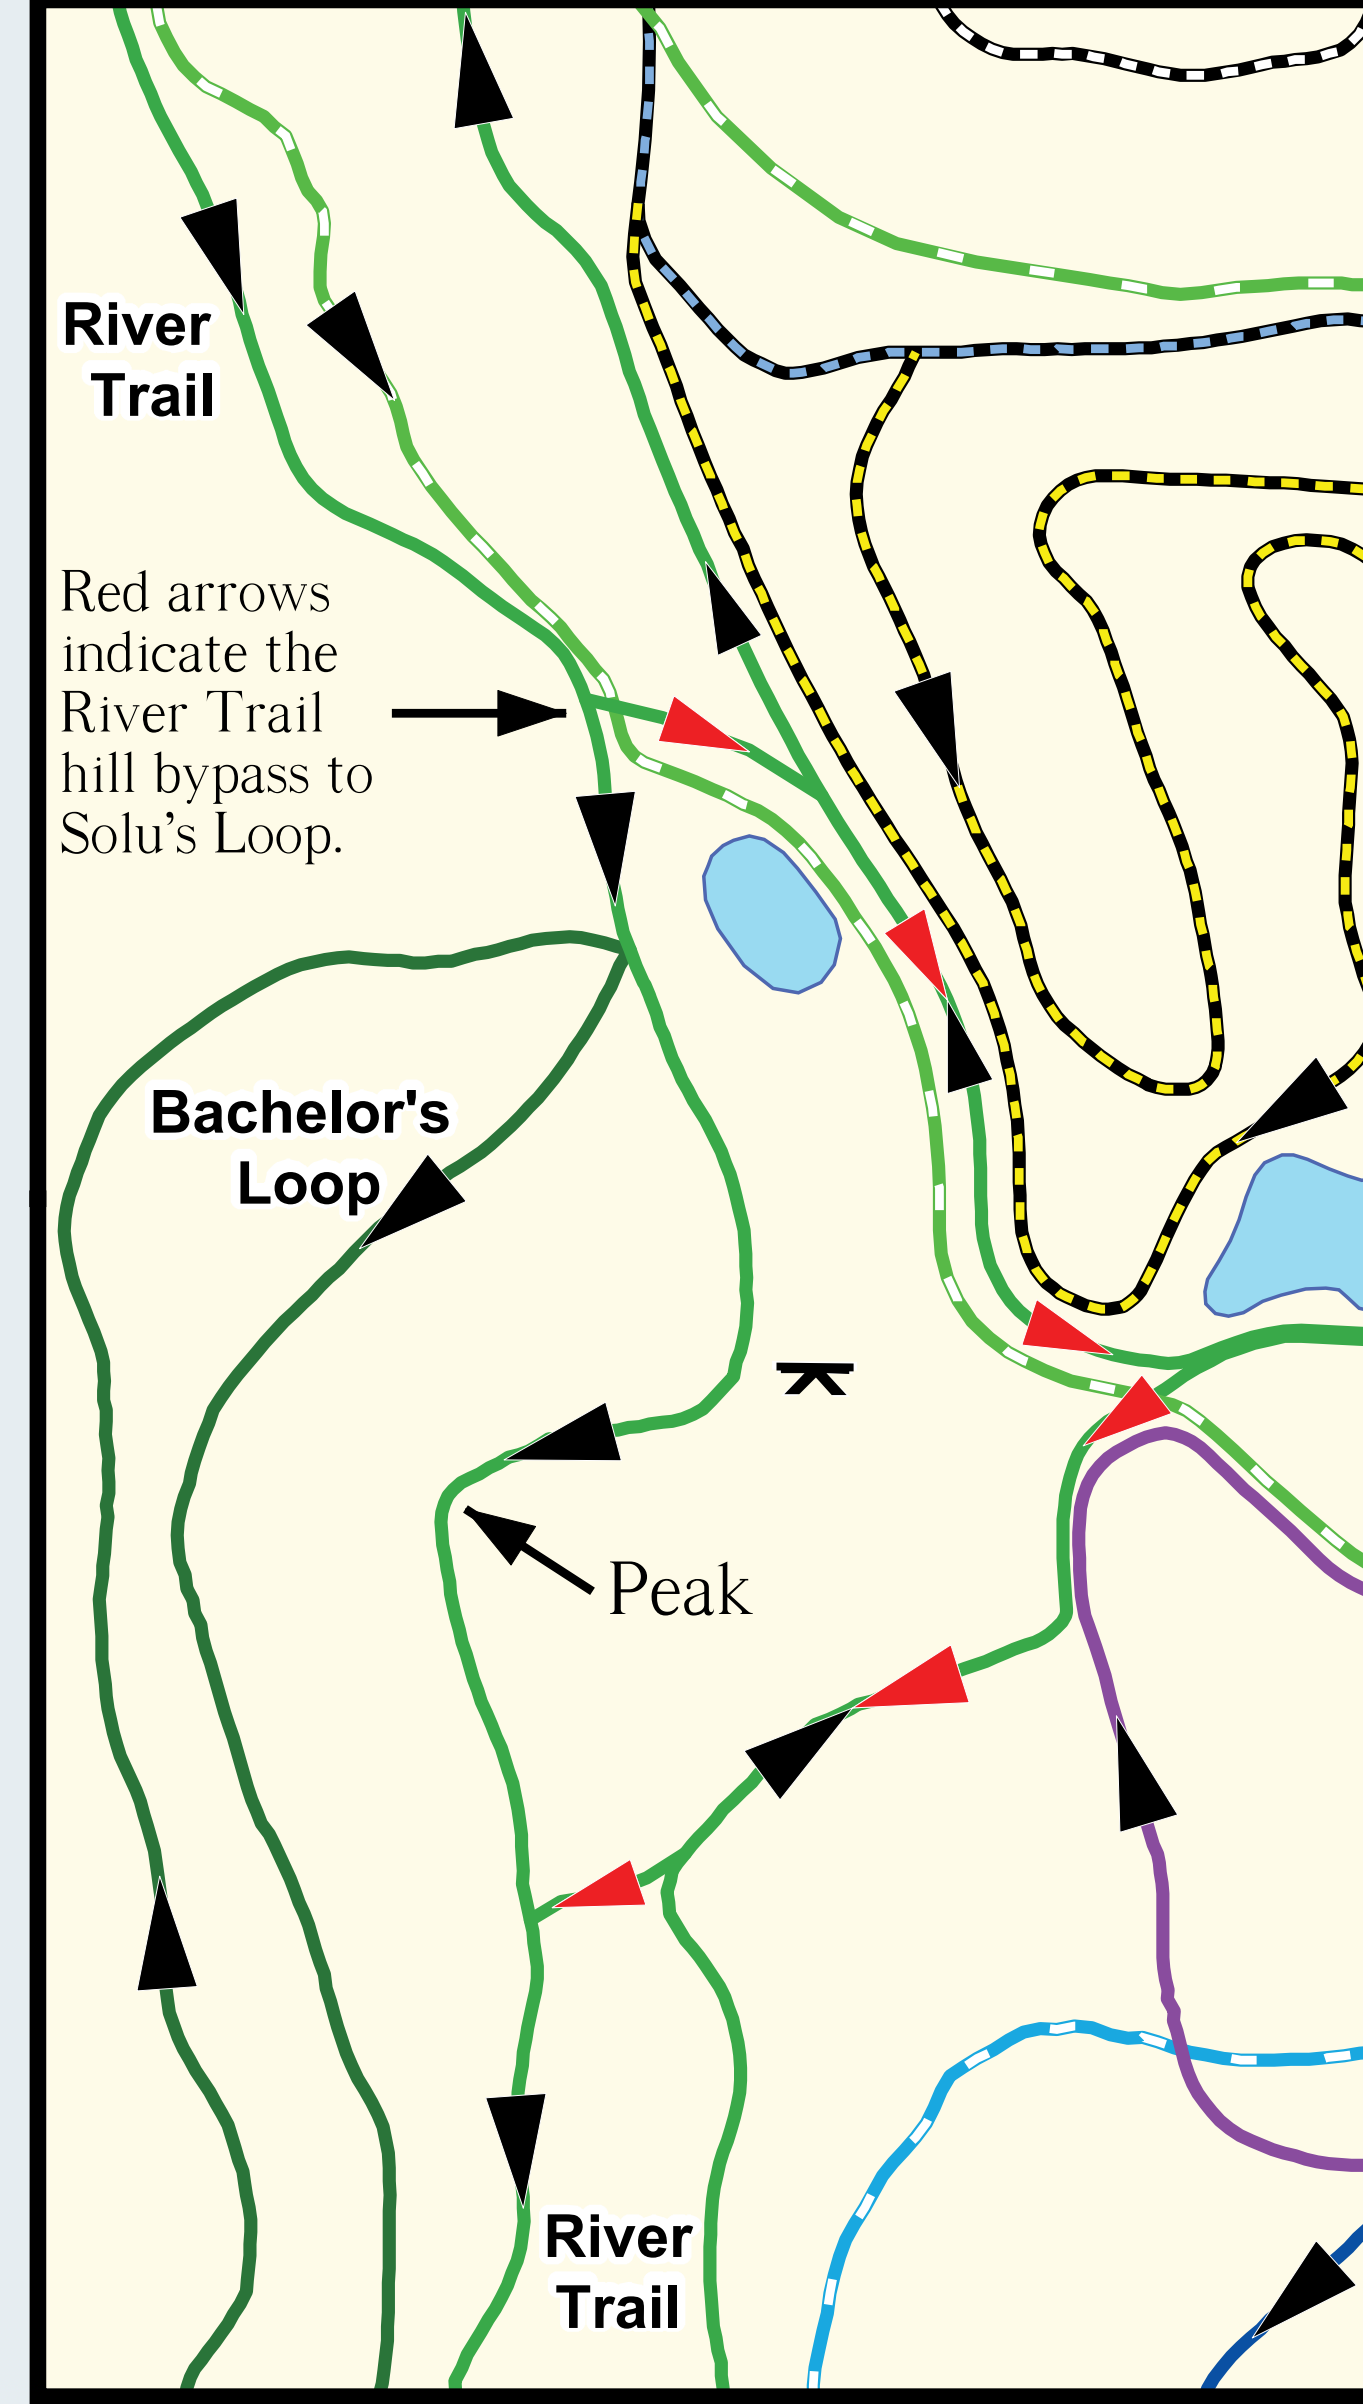 River
Trail
Red arrows
indicate the
River Trail
hill bypass to
Solu’s Loop.
Bachelor's
Loop
Peak
River
Trail